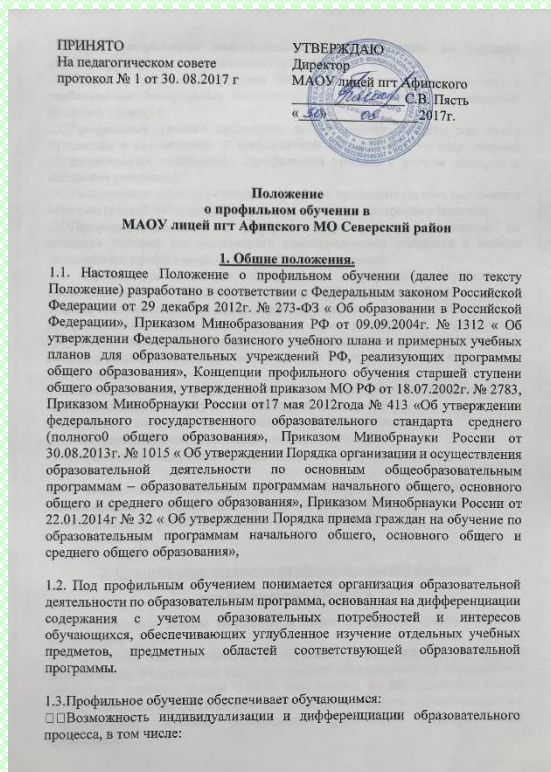 ПРИНЯТО
На педагогическом совете
протокол № 1 от 30. 08.2017 г
УТВЕРЖДАЮ
Директор
МАОУ лицей пгт Афипского
С.В. Пясть
« 30» 08 2017г.
Положение
о профильном обучении в
МАОУ лицей пгт Афипского МО Северский район
1. Общие положения.
1.1. Настоящее Положение о профильном обучении (далее по тексту
Положение) разработано в соответствии с Федеральным законом Российской
Федерации от 29 декабря 2012г. № 273-ФЗ « Об образовании в Российской
Федерации», Приказом Минобразования РФ от 09.09.2004г. № 1312 « Об
утверждении Федерального базисного учебного плана и примерных учебных
планов для образовательных учреждений РФ, реализующих программы
общего образования», Концепции профильного обучения старшей ступени
общего образования, утвержденной приказом МО РФ от 18.07.2002г. № 2783,
Приказом Минобрнауки России от17 мая 2012года № 413 «Об утверждении
федерального государственного образовательного стандарта среднего
(полного0 общего образования», Приказом Минобрнауки России от
30.08.2013г. № 1015 « Об утверждении Порядка организации и осуществления
образовательной деятельности по основным общеобразовательным
программам – образовательным программам начального общего, основного
общего и среднего общего образования», Приказом Минобрнауки России от
22.01.2014г № 32 « Об утверждении Порядка приема граждан на обучение по
образовательным программам начального общего, основного общего и
среднего общего образования»,
1.2. Под профильным обучением понимается организация образовательной
деятельности по образовательным программа, основанная на дифференциации
содержания с учетом образовательных потребностей и интересов
обучающихся, обеспечивающих углубленное изучение отдельных учебных
предметов, предметных областей соответствующей образовательной
программы.
1.3.Профильное обучение обеспечивает обучающимся:
□□Возможность индивидуализации и дифференциации образовательного
процесса, в том числе: